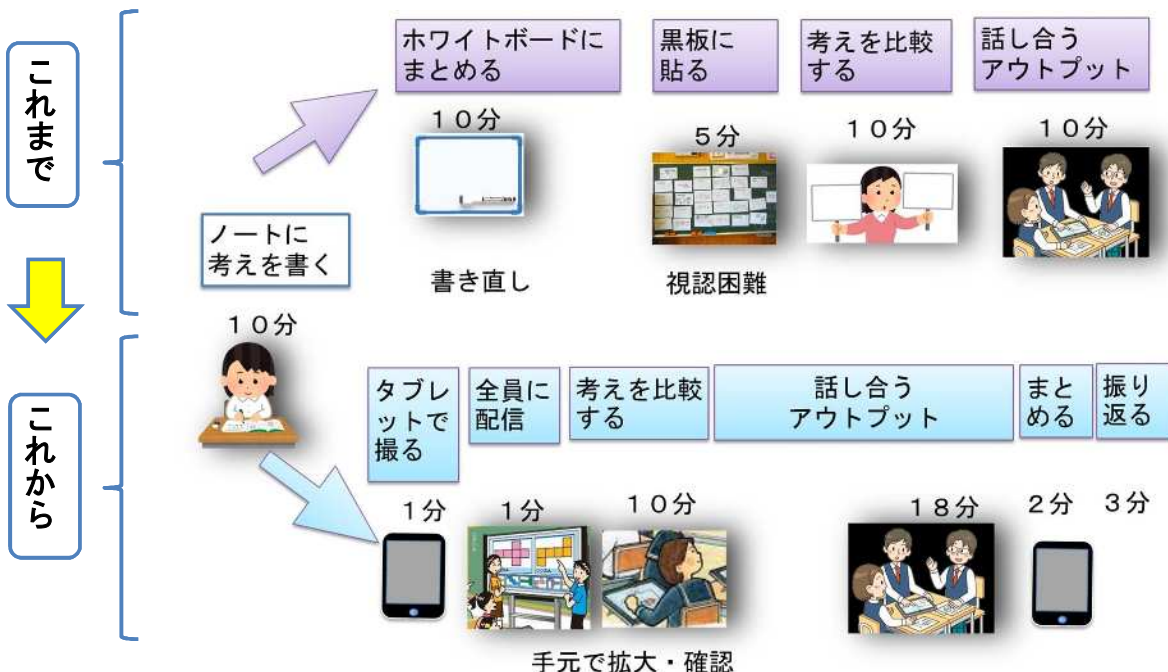 これまで
ホワイトボードに
まとめる
１０分
書き直し
黒板に
貼る
５分
視認困難
考えを比較
する
１０分
話し合う
アウトプット
１０分
ノートに
考えを書く
１０分
これから
タブレ
ットで
撮る
１分
全員に
配信
１分
考えを比較
する
１０分
手元で拡大・確認
話し合う
アウトプット
１８分
まと
める
２分
振り
返る
３分